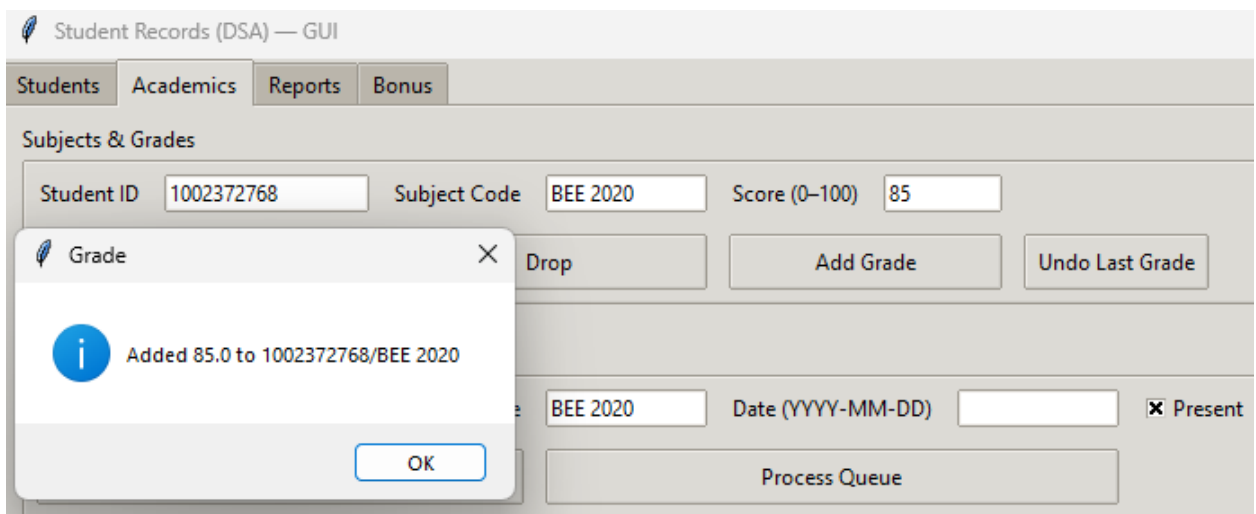 Student Records (DSA) — GUI
Students Academics Reports Bonus
Subjects & Grades
Student ID 1002372768 Subject Code BEE 2020 Score (0–100) 85
Drop Add Grade Undo Last Grade
Grade
Added 85.0 to 1002372768/BEE 2020
OK
BEE 2020 Date (YYYY-MM-DD) Present
Process Queue